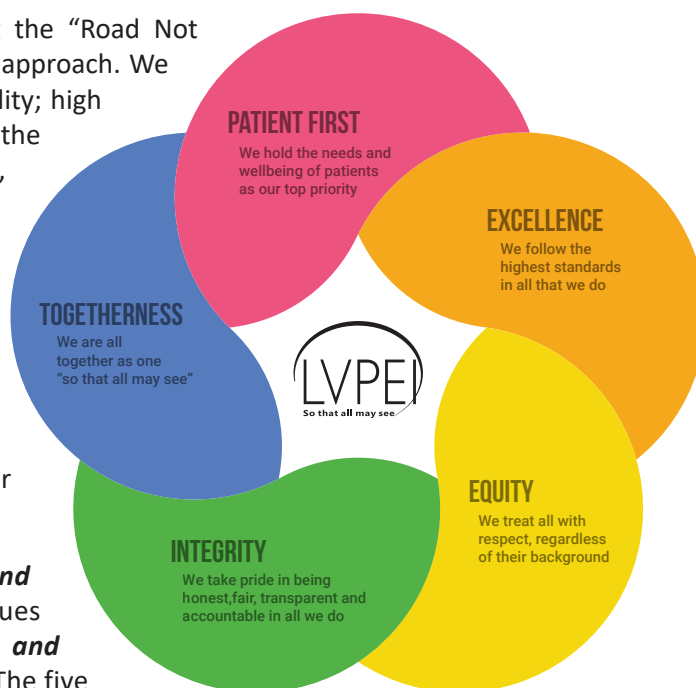 the “Road Not
approach. We
high
the
PATIENT FIRST
We hold the needs and
wellbeing of patients
as our top priority
EXCELLENCE
We follow the
highest standards
in all that we do
TOGETHERNESS
We are all
together as one
“so that all may see”
LVPEI
So that all may see
EQUITY
We treat all with
respect, regardless
of their background
INTEGRITY
We take pride in being
honest,fair, transparent and
accountable in all we do
and
The five